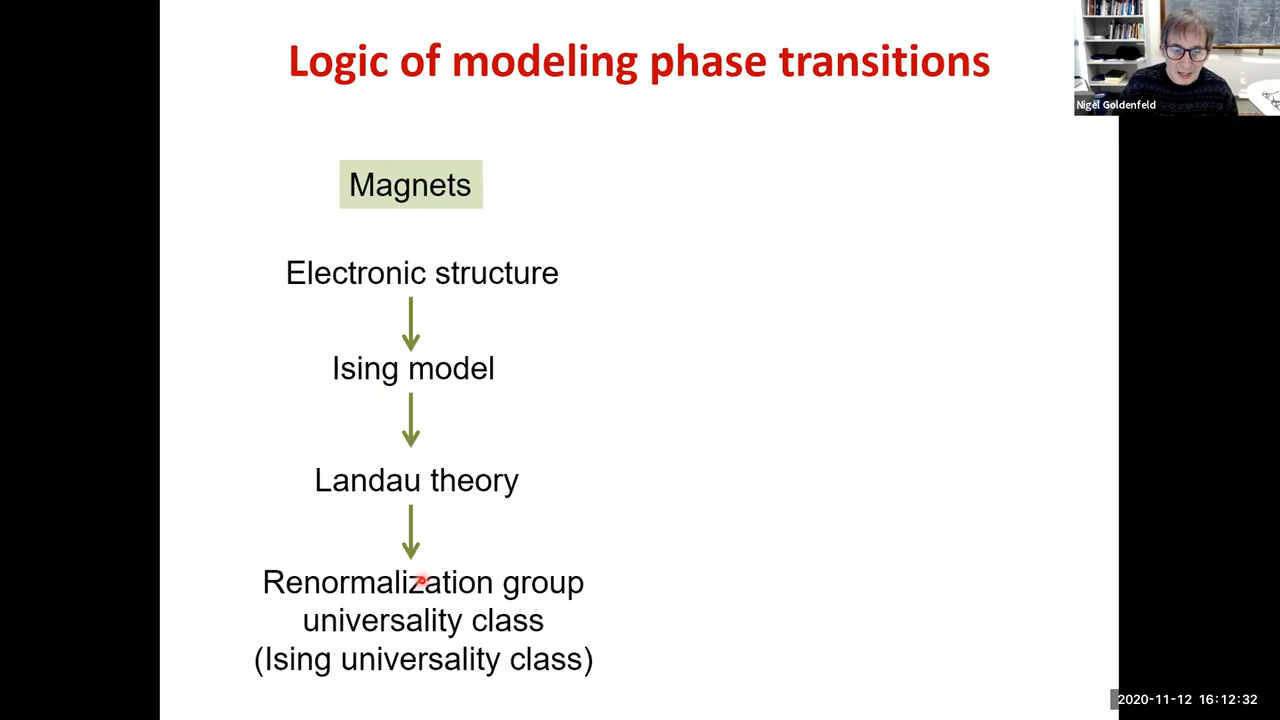 Logic of modeling phase transitions
Nigel Goldenfeld
Magnets
Electronic structure
Ising model
Landau theory
Renormalization group
universality class
(Ising universality class)
2020-11-12 16:12:32